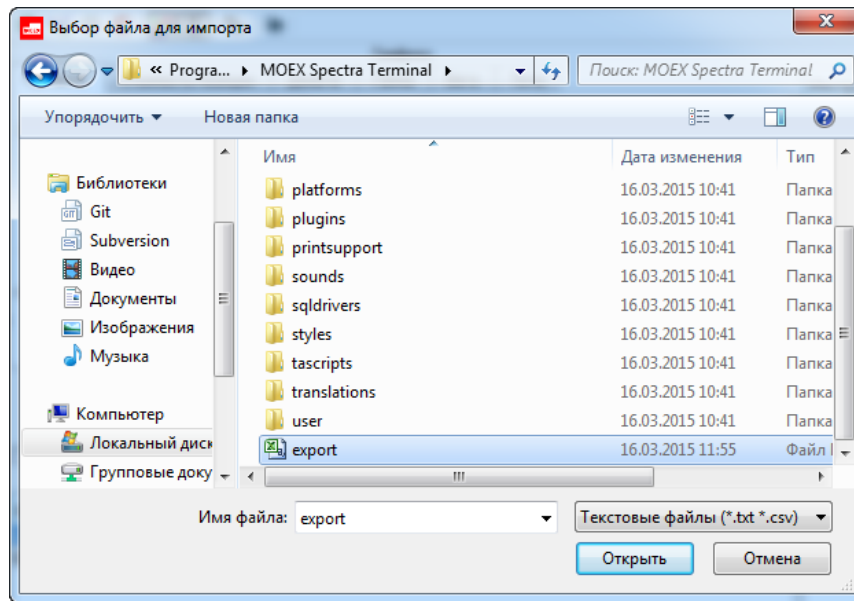 Выбор файла для импорта
« Progra... MOEX Spectra Terminal
Поиск: MOEX Spectra Terminal
Упорядочить
Новая папка
Имя
Дата изменения
Тип
Библиотеки
Git
Subversion
Видео
Документы
Изображения
Музыка
Компьютер
Локальный диск
Групповые доку
platforms 16.03.2015 10:41 Папка
plugins 16.03.2015 10:41 Папка
printsupport 16.03.2015 10:41 Папка
sounds 16.03.2015 10:41 Папка
sqldrivers 16.03.2015 10:41 Папка
styles 16.03.2015 10:41 Папка
tascripts 16.03.2015 10:41 Папка
translations 16.03.2015 10:41 Папка
user 16.03.2015 10:41 Папка
export 16.03.2015 11:55 Файл
Имя файла: export
Текстовые файлы (*.txt *.csv)
Открыть
Отмена